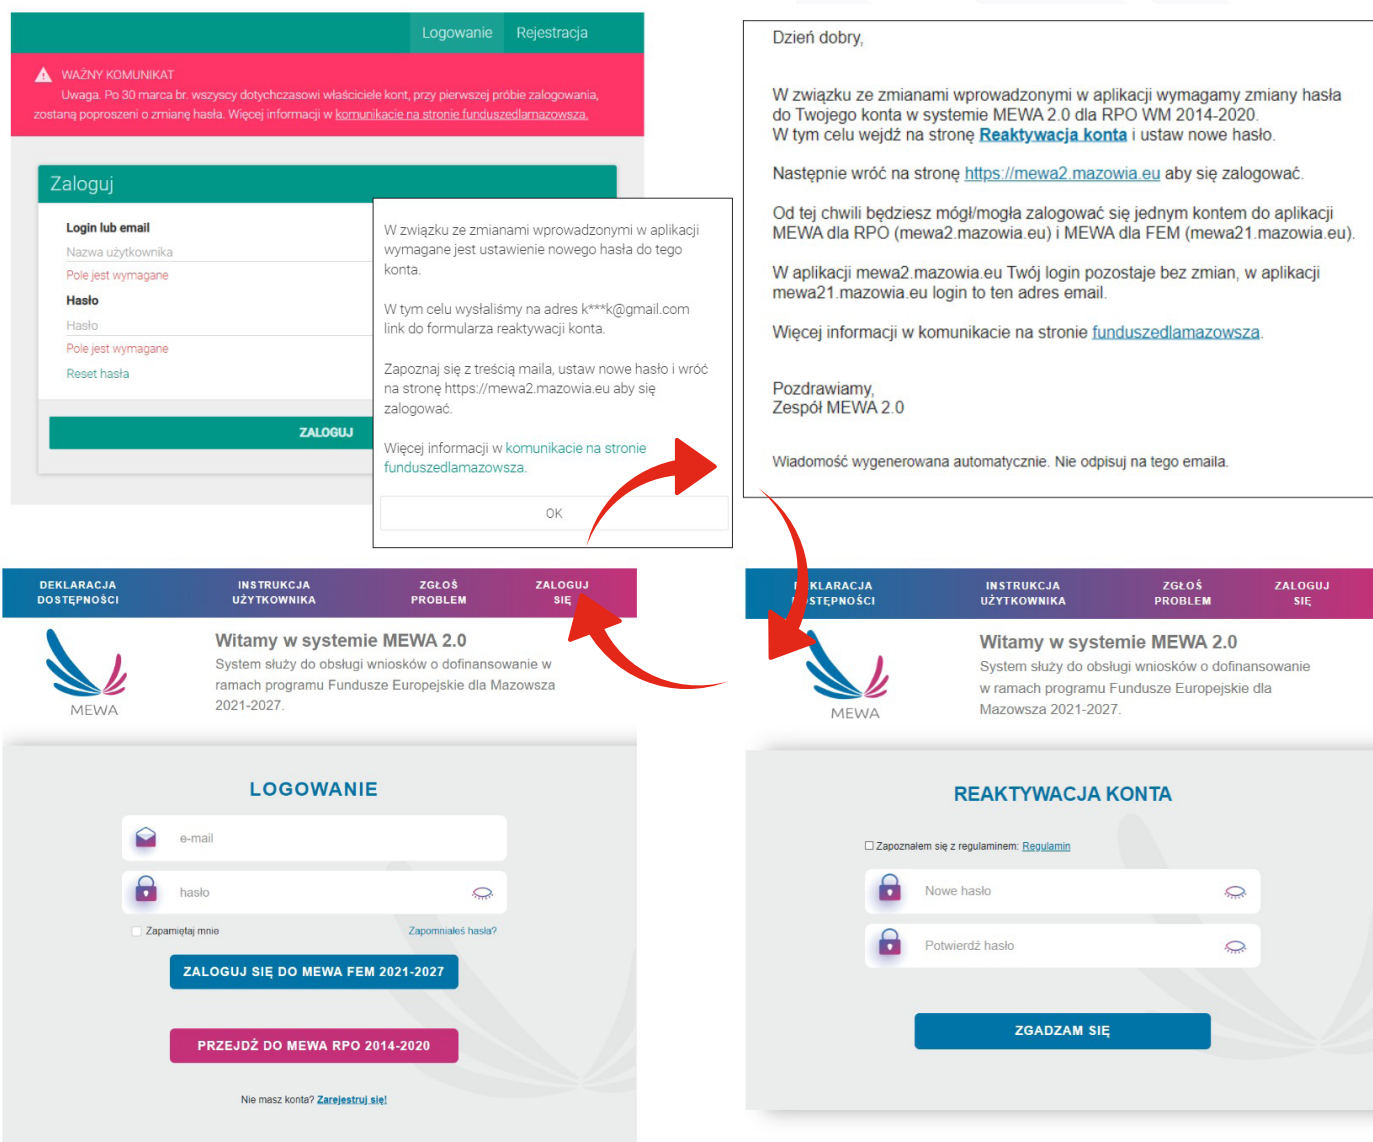 Logowanie Rejestracja
WAŻNY KOMUNIKAT
Uwaga. Po 30 marca br. wszyscy dotychczasowi właściciele kont, przy pierwszej próbie zalogowania,
zostaną poproszeni o zmianę hasła. Więcej informacji w komunikacie na stronie funduszedlamazowsza.
Zaloguj
Login lub email
Nazwa użytkownika
Pole jest wymagane
Hasło
Hasło
Pole jest wymagane
Reset hasła
ZALOGUJ
W związku ze zmianami wprowadzonymi w aplikacji
wymagane jest ustawienie nowego hasła do tego
konta.
W tym celu wysłaliśmy na adres k***k@gmail.com
link do formularza reaktywacji konta.
Zapoznaj się z treścią maila, ustaw nowe hasło i wróć
na stronę https://mewa2.mazowia.eu aby się
zalogować.
Więcej informacji w komunikacie na stronie
funduszedlamazowsza.
OK
Dzień dobry,
W związku ze zmianami wprowadzonymi w aplikacji wymagamy zmiany hasła
do Twojego konta w systemie MEWA 2.0 dla RPO WM 2014-2020.
W tym celu wejdź na stronę Reaktywacja konta i ustaw nowe hasło.
Następnie wróć na stronę https://mewa2.mazowia.eu aby się zalogować.
Od tej chwili będziesz mógł/mogła zalogować się jednym kontem do aplikacji
MEWA dla RPO (mewa2.mazowia.eu) i MEWA dla FEM (mewa21.mazowia.eu).
W aplikacji mewa2.mazowia.eu Twój login pozostaje bez zmian, w aplikacji
mewa21.mazowia.eu login to ten adres email.
Więcej informacji w komunikacie na stronie funduszedlamazowsza.
Pozdrawiamy,
Zespół MEWA 2.0
Wiadomość wygenerowana automatycznie. Nie odpisuj na tego emaila.
DEKLARACJA
DOSTĘPNOŚCI
INSTRUKCJA
UŻYTKOWNIKA
ZGŁOŚ
PROBLEM
ZALOGUJ
SIĘ
MEWA
Witamy w systemie MEWA 2.0
System służy do obsługi wniosków o dofinansowanie w
ramach programu Fundusze Europejskie dla Mazowsza
2021-2027.
LOGOWANIE
e-mail
hasło
Zapamiętaj mnie
Zapomniałeś hasła?
ZALOGUJ SIĘ DO MEWA FEM 2021-2027
PRZEJDŹ DO MEWA RPO 2014-2020
Nie masz konta? Zarejestruj się!
DEKLARACJA
DOSTĘPNOŚCI
INSTRUKCJA
UŻYTKOWNIKA
ZGŁOŚ
PROBLEM
ZALOGUJ
SIĘ
MEWA
Witamy w systemie MEWA 2.0
System służy do obsługi wniosków o dofinansowanie
w ramach programu Fundusze Europejskie dla
Mazowsza 2021-2027.
REAKTYWACJA KONTA
Zapoznałem się z regulaminem: Regulamin
Nowe hasło
Potwierdź hasło
ZGADZAM SIĘ